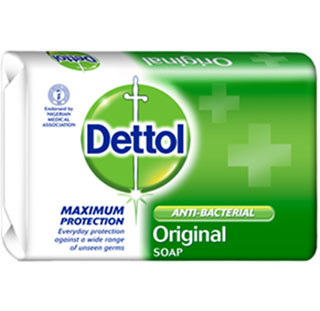 Original
Endorsed by
NIGERIAN
MEDICAL
ASSOCIATION
Dettol
MAXIMUM
PROTECTION
Everyday protection
against a wide range
of unseen germs
ANTI-BACTERIAL
Original
SOAP